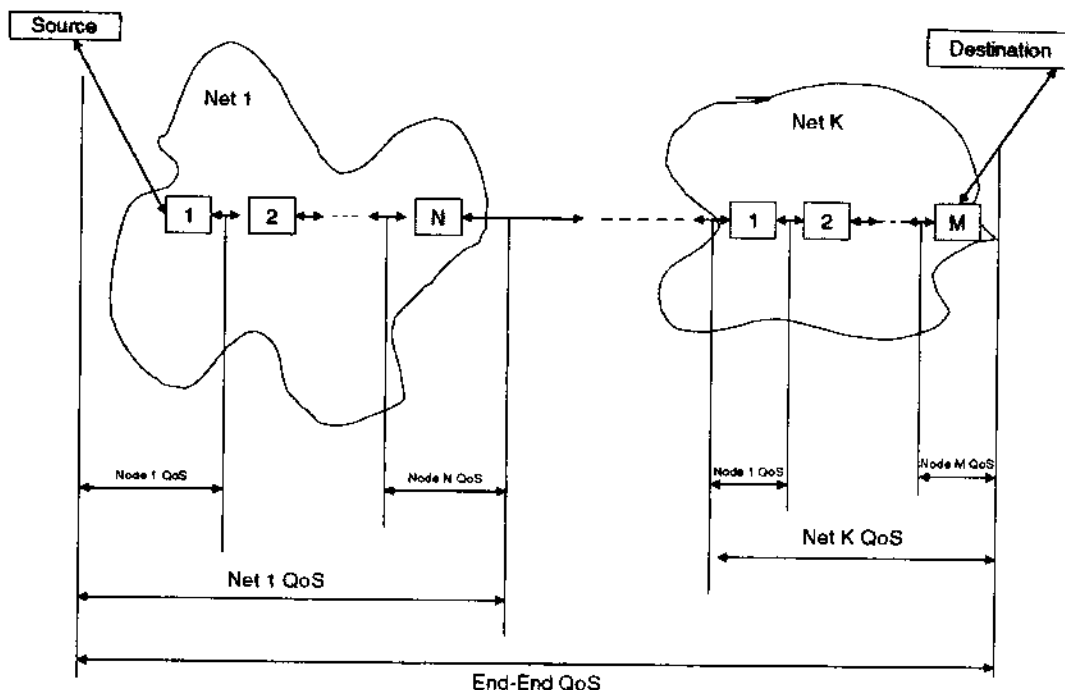 Source
Destination
Net 1
Net K
1
2
N
1
2
M
Node 1 QoS
Node N QoS
Node 1 QoS
Node M QoS
Net K QoS
Net 1 QoS
End-End QoS